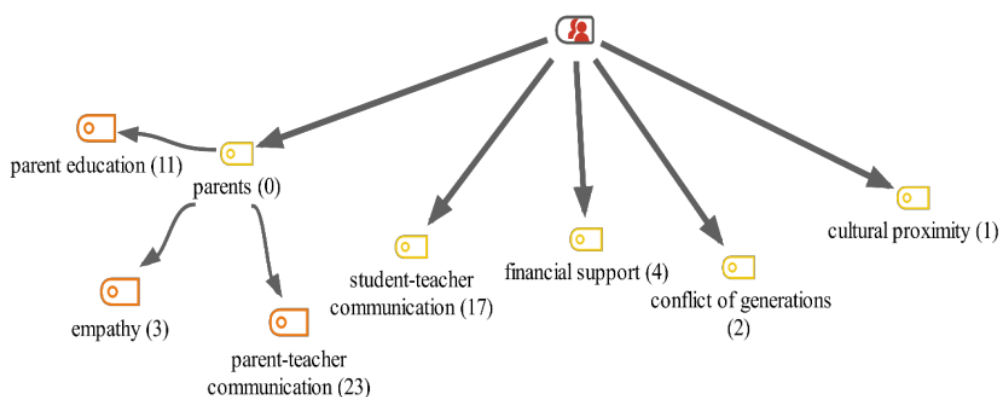 parent education (11)
parents (0)
empathy (3)
parent-teacher
communication (23)
student-teacher
communication (17)
financial support (4)
conflict of generations
(2)
cultural proximity (1)